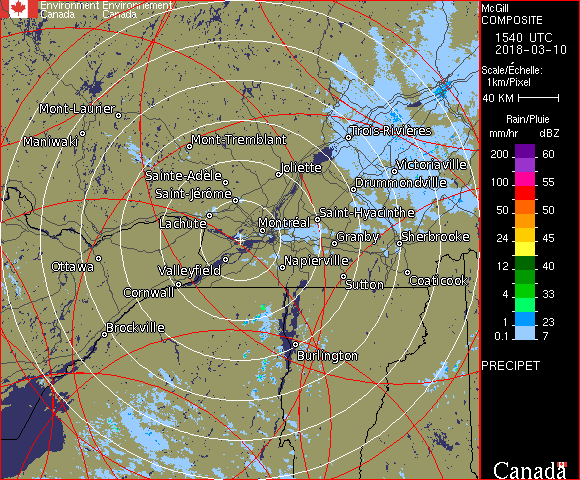 Environment Environnement
Canada Canada
McGill
COMPOSITE
1540 UTC
2018-03-10
Scale/Échelle:
1km/Pixel
40 KM
Rain/Pluie
mm/hr dBZ
200 60
100 55
50 50
24 45
12 40
4 33
1 23
0.1 7
PRECIPET
Canada
Mont-Laurier
Maniwaki
Mont-Tremblant
Trois-Rivières
Sainte-Adèle
Joliette
Victoriaville
Saint-Jérôme
Drummondville
Lachute
Montréal
Saint-Hyacinthe
Granby
Sherbrooke
Ottawa
Valleyfield
Napierville
Cornwall
Sutton
Coaticook
Brockville
Burlington